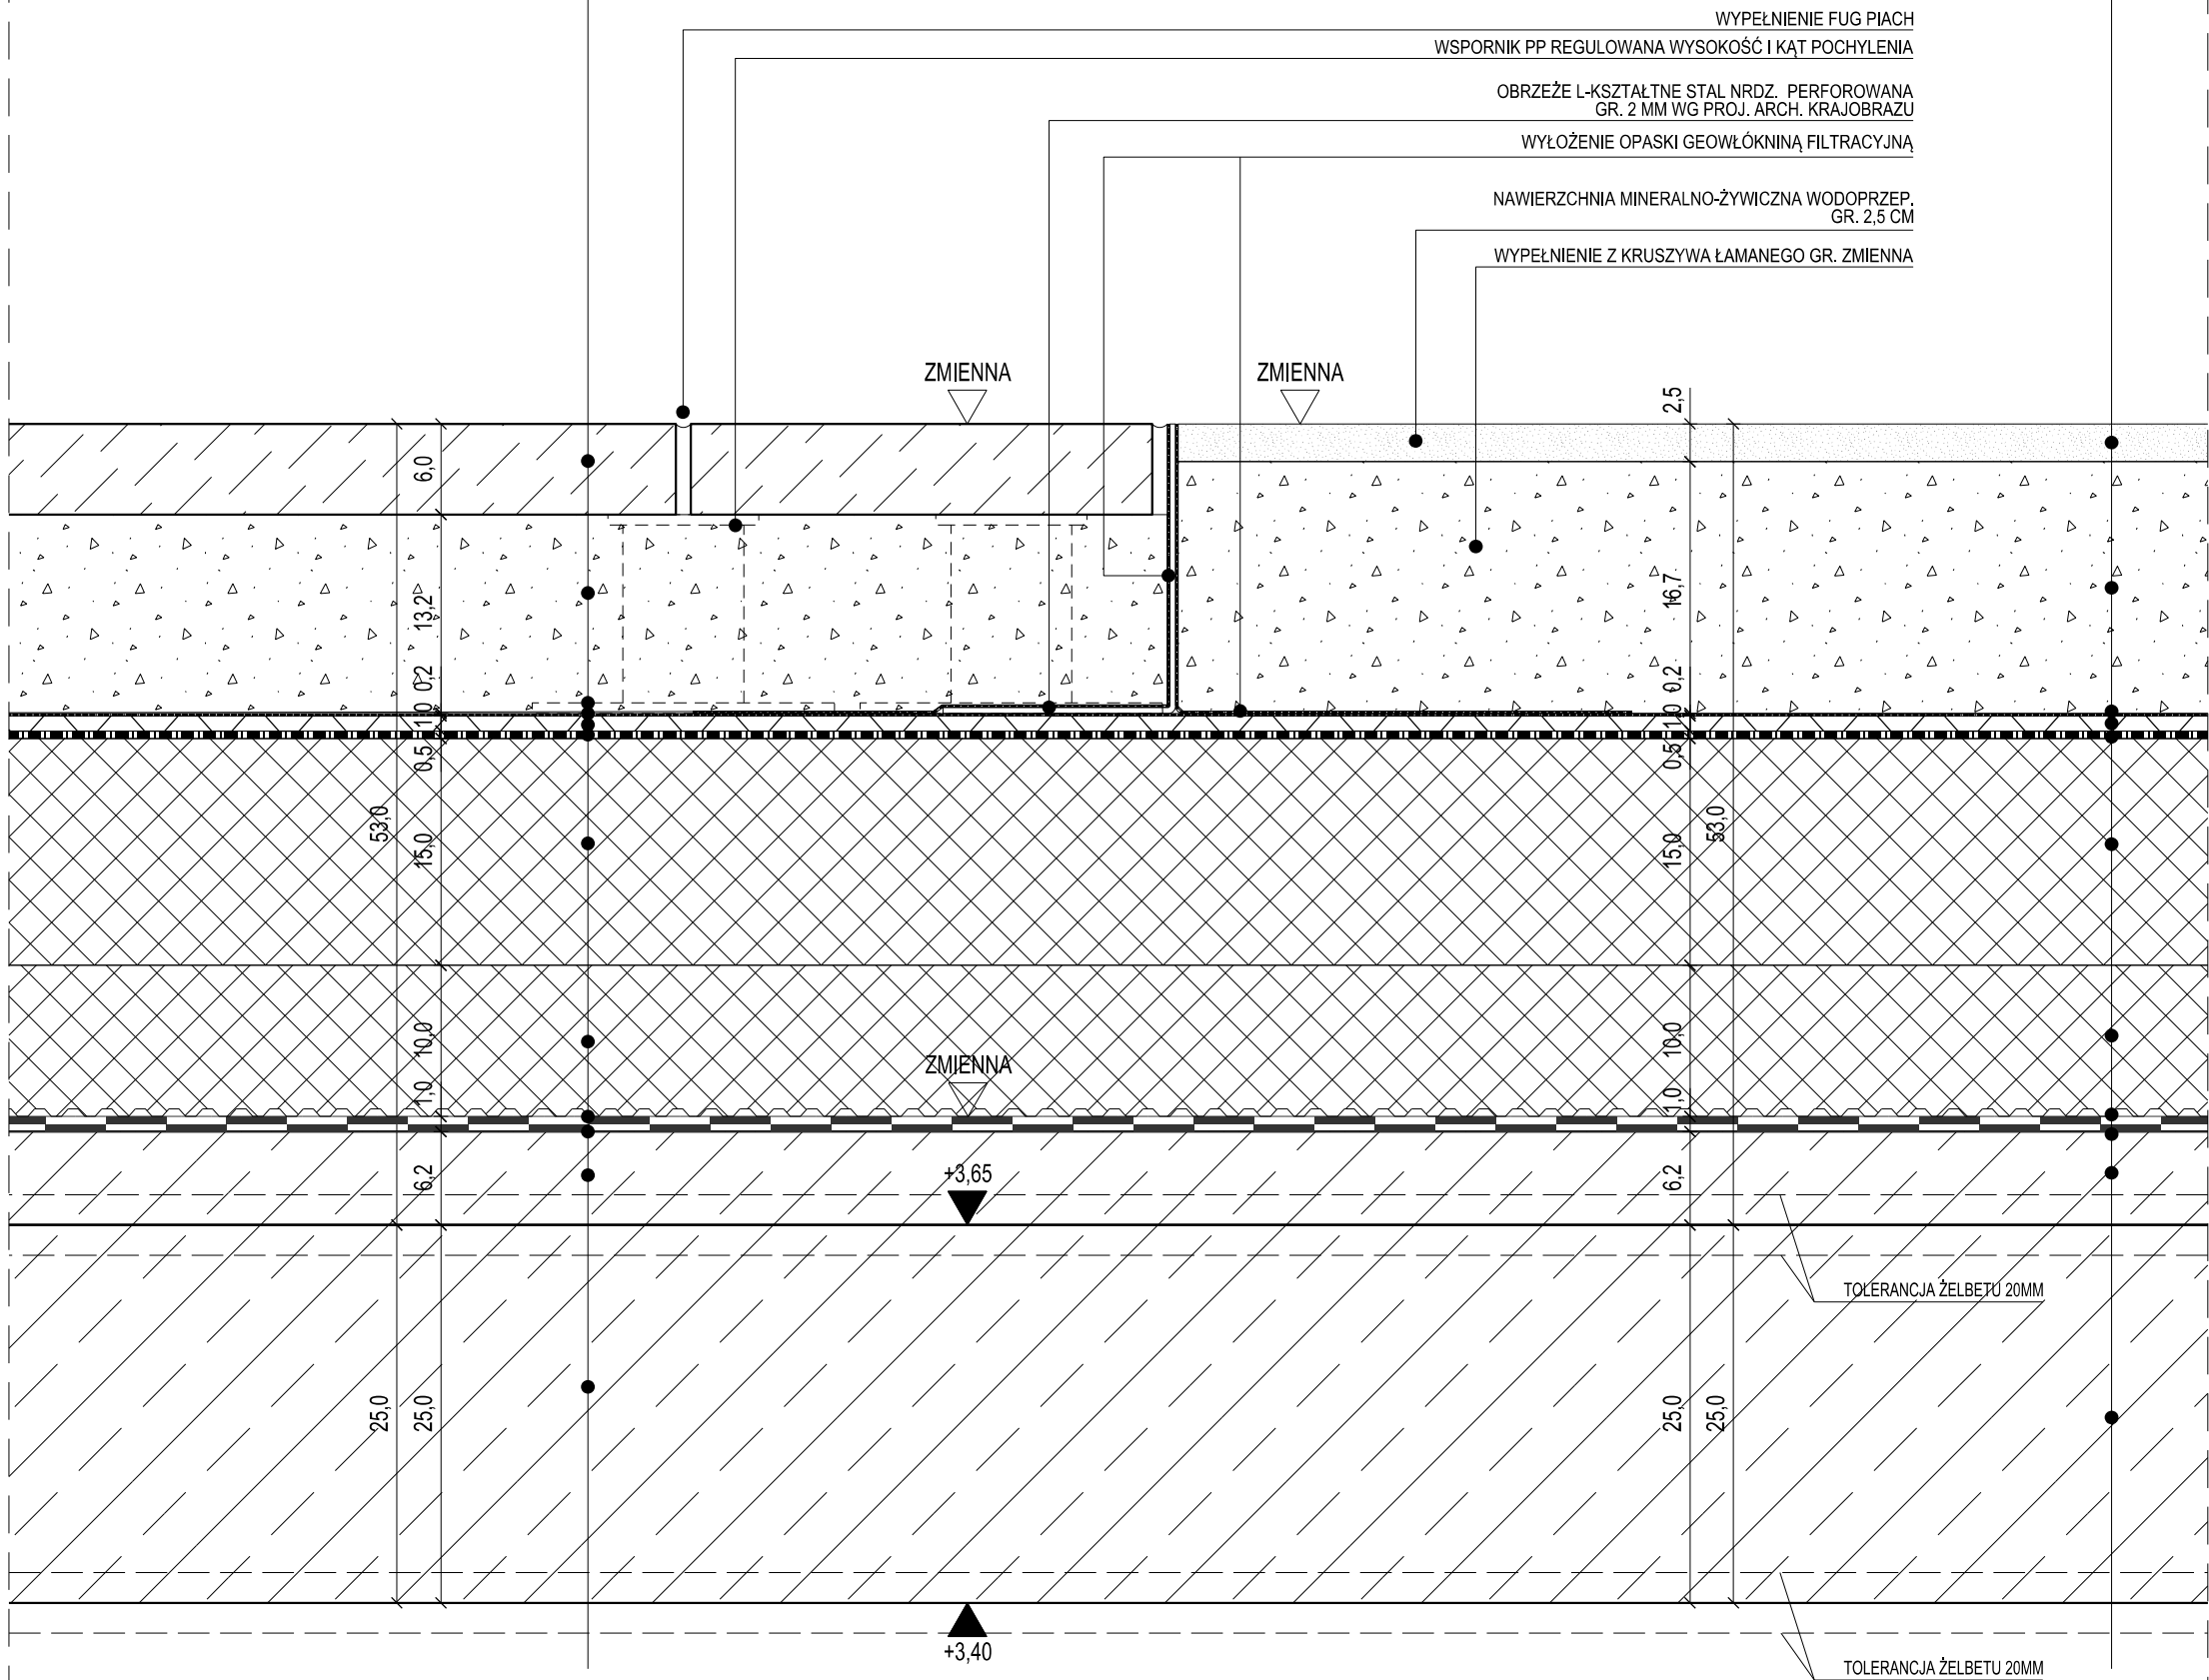 WYPEŁNIENIE FUG PIACH
WSPORNIK PP REGULOWANA WYSOKOŚĆ I KĄT POCHYLENIA
OBRZEŻE L-KSZTAŁTNE STAL NRDZ. PERFOROWANA
GR. 2 MM WG PROJ. ARCH. KRAJOBRAZU
WYŁOŻENIE OPASKI GEOWŁÓKNINĄ FILTRACYJNĄ
NAWIERZCHNIA MINERALNO-ŻYWICZNA WODOPRZEP.
GR. 2,5 CM
WYPEŁNIENIE Z KRUSZYWA ŁAMANEGO GR. ZMIENNA
ZMIENNA
ZMIENNA
6,0
13,2
0,2
1,0
0,5
53,0
15,0
10,0
1,0
6,2
25,0
25,0
2,5
16,7
0,2
1,0
0,5
15,0
53,0
10,0
1,0
6,2
25,0
25,0
ZMIENNA
+3,65
TOLERANCJA ŻELBETU 20MM
+3,40
TOLERANCJA ŻELBETU 20MM